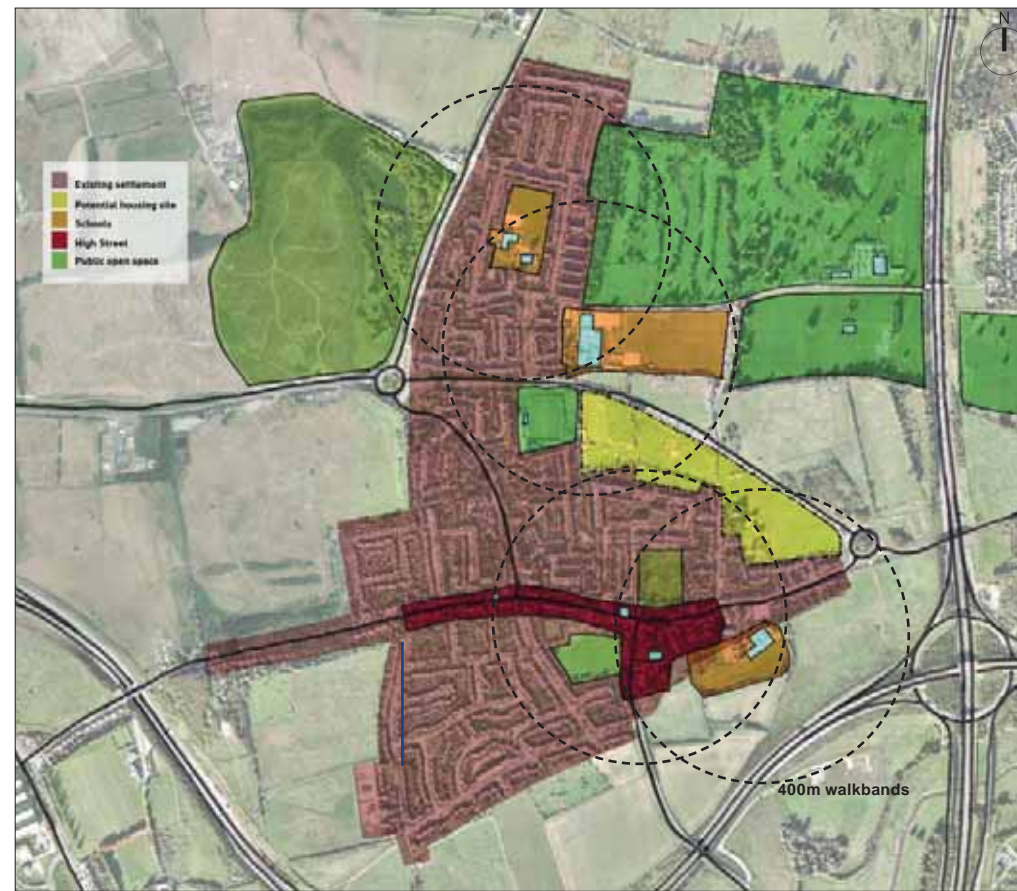 N
Existing settlement
Potential housing site
Schools
High Street
Public open space
400m walkbands